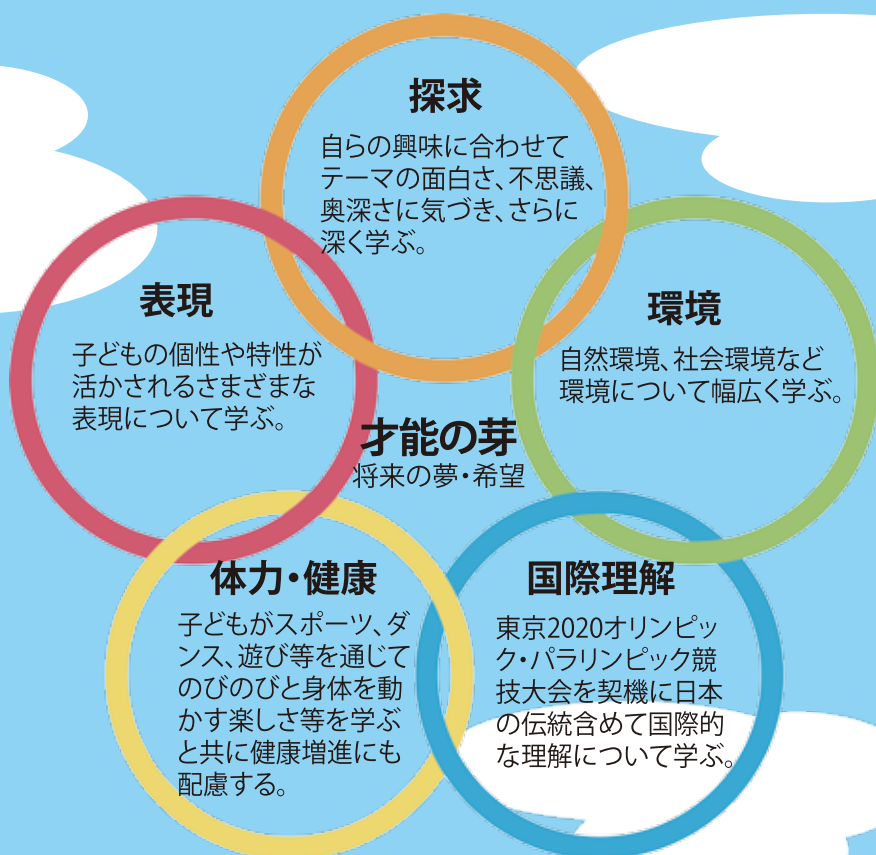 探求
自らの興味に合わせて
テーマの面白さ、不思議、
奥深さに気づき、さらに
深く学ぶ。
表現
子どもの個性や特性が
活かされるさまざまな
表現について学ぶ。
環境
自然環境、社会環境など
環境について幅広く学ぶ。
才能の芽
将来の夢・希望
体力・健康
子どもがスポーツ、ダ
ンス、遊び等を通じて
のびのびと身体を動
かす楽しさ等を学ぶ
と共に健康増進にも
配慮する。
国際理解
東京2020オリンピッ
ク・パラリンピック競
技大会を契機に日本
の伝統含めて国際的
な理解について学ぶ。